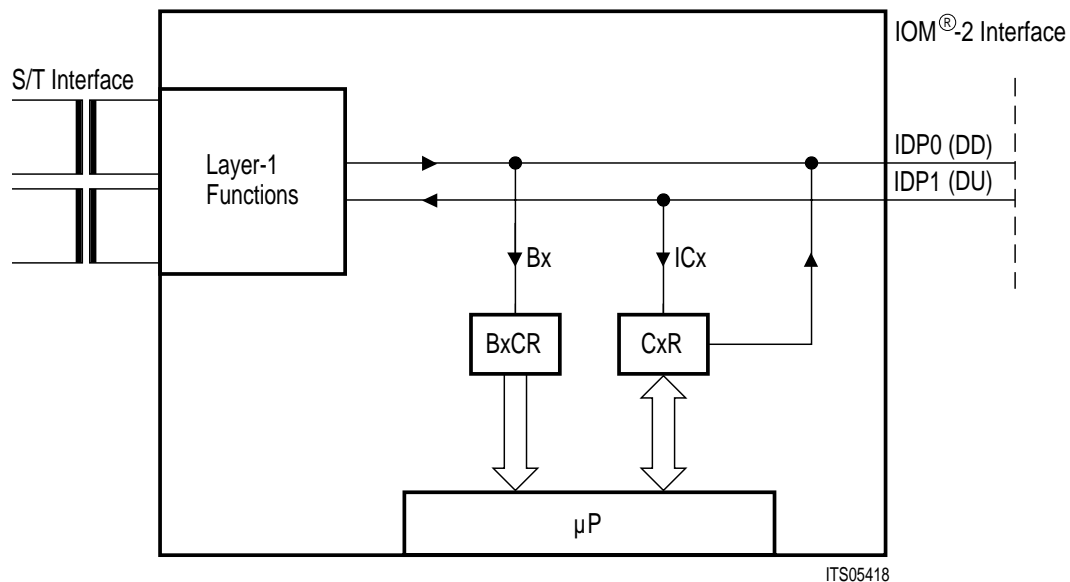 IOM®-2 Interface
S/T Interface
Layer-1
Functions
IDP0 (DD)
IDP1 (DU)
Bx
ICx
BxCR
CxR
µP
ITS05418